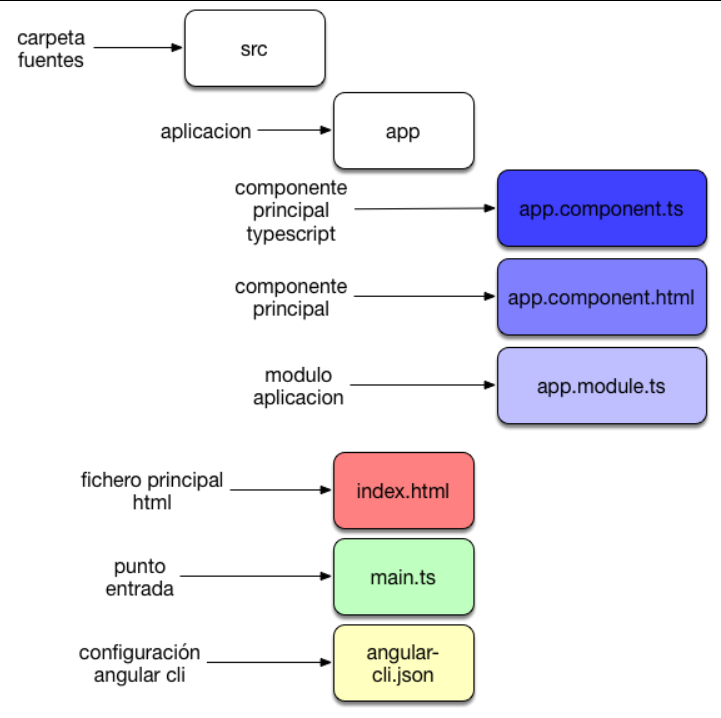 carpeta
fuentes
src
aplicacion
app
componente
principal
typescript
app.component.ts
componente
principal
app.component.html
modulo
aplicacion
app.module.ts
fichero principal
html
index.html
punto
entrada
main.ts
configuración
angular cli
angular-
cli.json